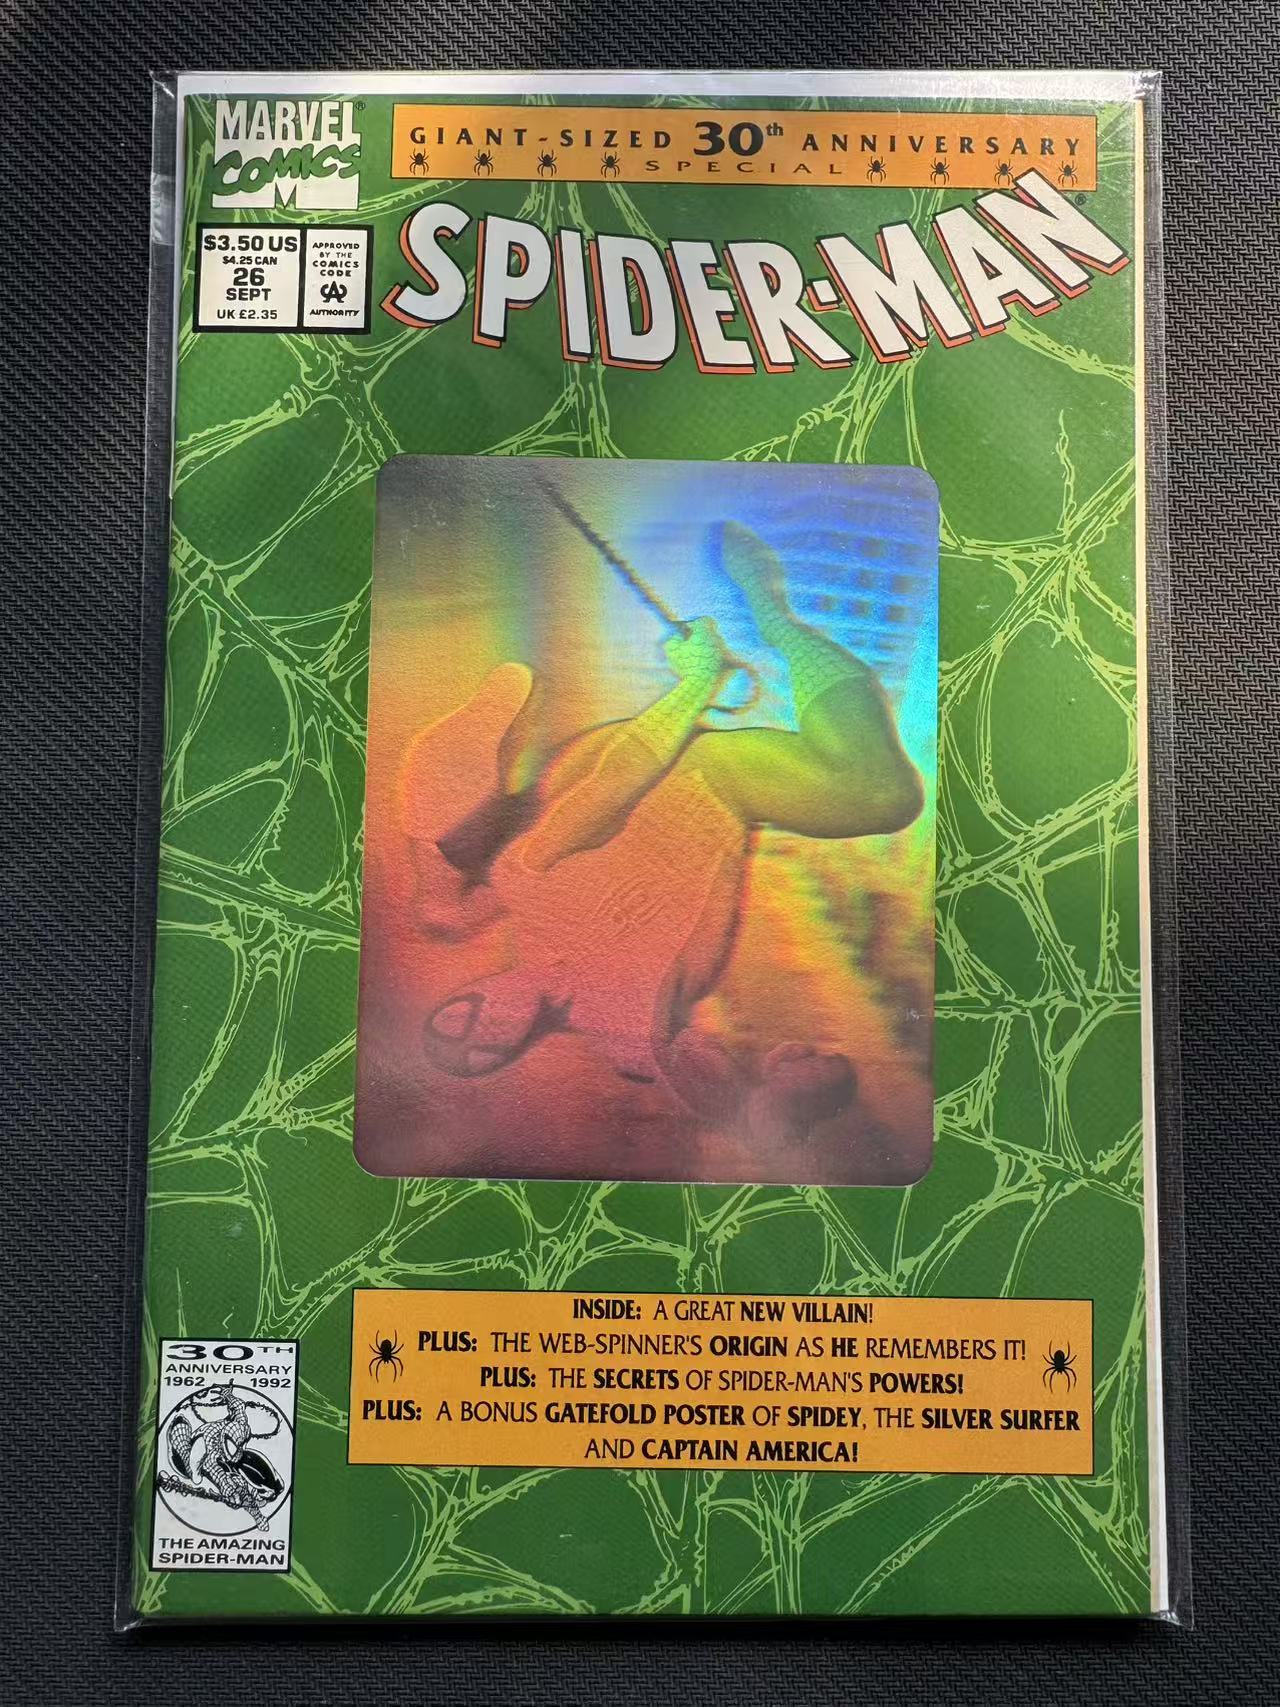 MARVEL®
COMICS
M
GIANT-SIZED 30th ANNIVERSARY
SPECIAL
SPIDER-MAN®
$3.50 US
$4.25 CAN
26
SEPT
UK £2.35
APPROVED
BY THE
COMICS
CODE
CA
AUTHORITY
INSIDE: A GREAT NEW VILLAIN!
PLUS: THE WEB-SPINNER'S ORIGIN AS HE REMEMBERS IT!
PLUS: THE SECRETS OF SPIDER-MAN'S POWERS!
PLUS: A BONUS GATEFOLD POSTER OF SPIDEY, THE SILVER SURFER
AND CAPTAIN AMERICA!
30TH
ANNIVERSARY
1962 1992
THE AMAZING
SPIDER-MAN